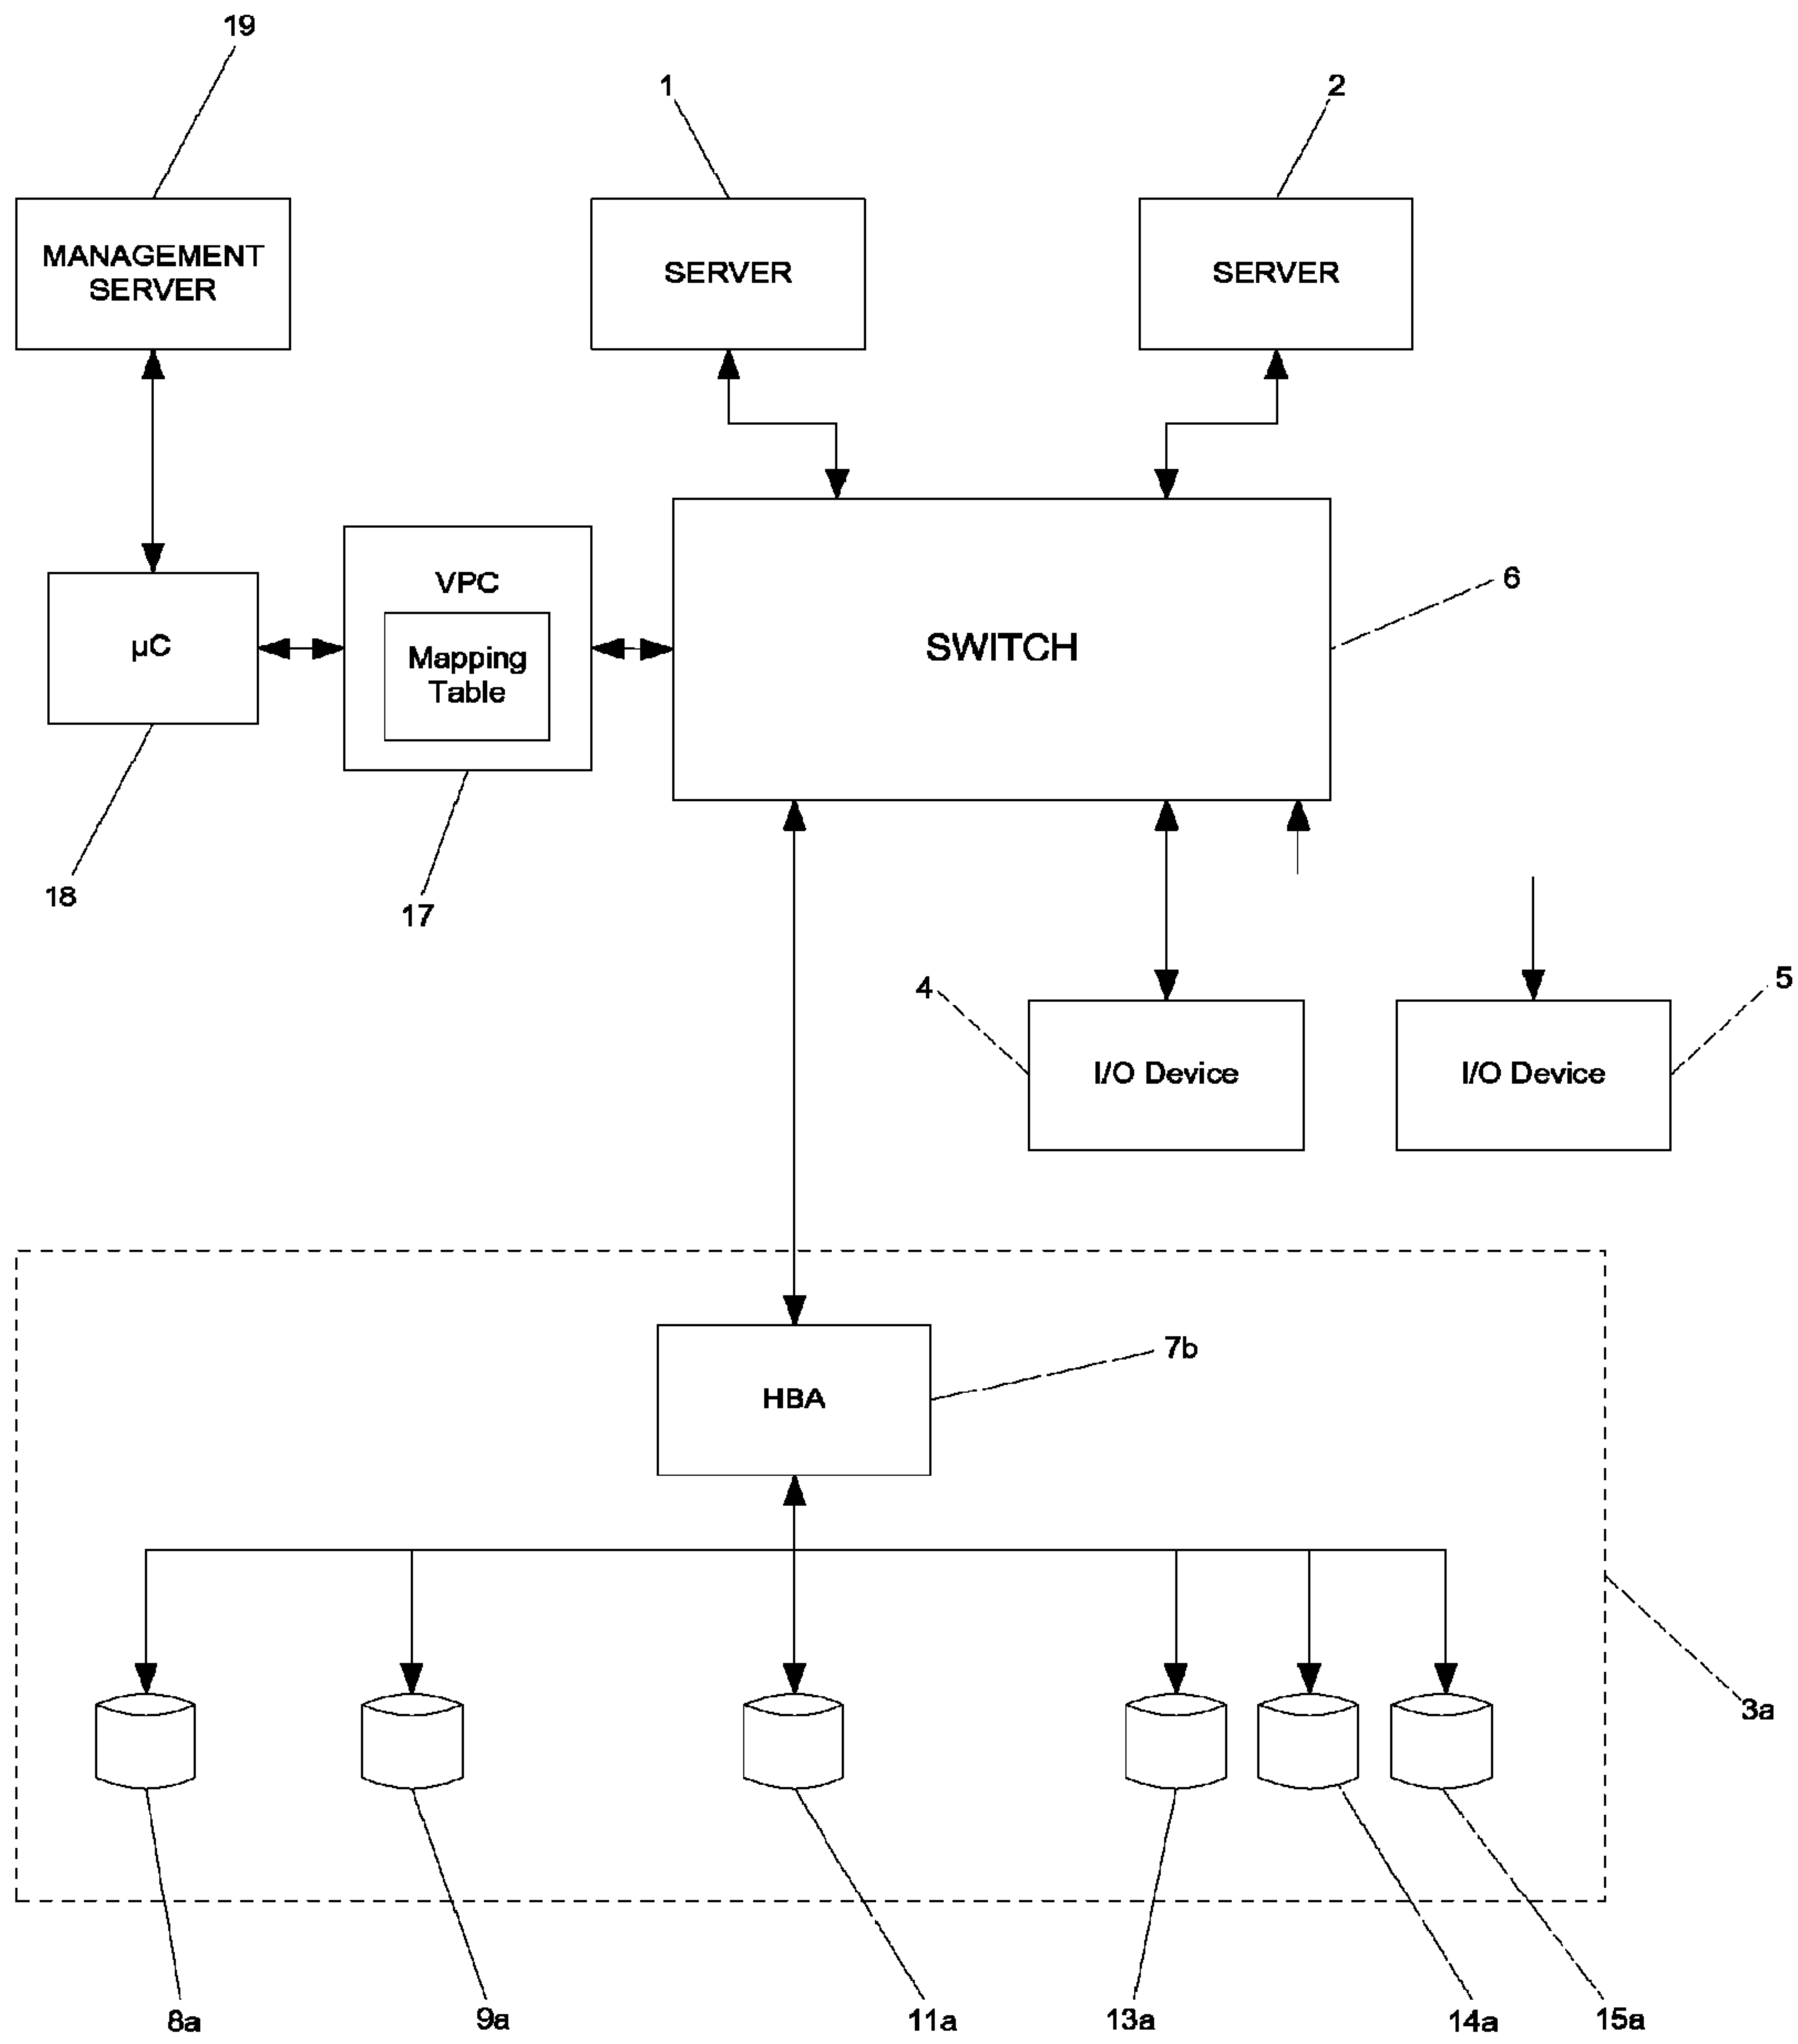 19
1
2
MANAGEMENT
SERVER
SERVER
SERVER
6
VPC
µC
Mapping
Table
SWITCH
18
17
4
5
I/O Device
I/O Device
7b
HBA
3a
8a
9a
11a
13a
14a
15a